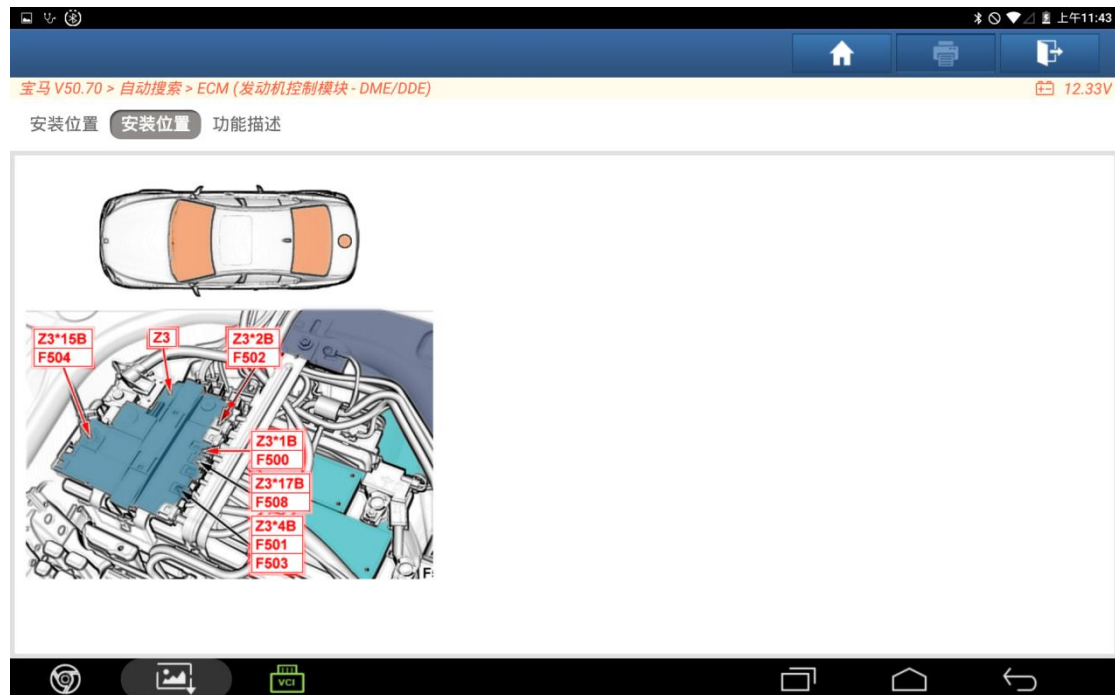 上午11:43
宝马 V50.70 > 自动搜索 > ECM (发动机控制模块 - DME/DDE)
12.33V
安装位置 安装位置 功能描述
Z3*15B
F504
Z3
Z3*2B
F502
Z3*1B
F500
Z3*17B
F508
Z3*4B
F501
F503
VCI